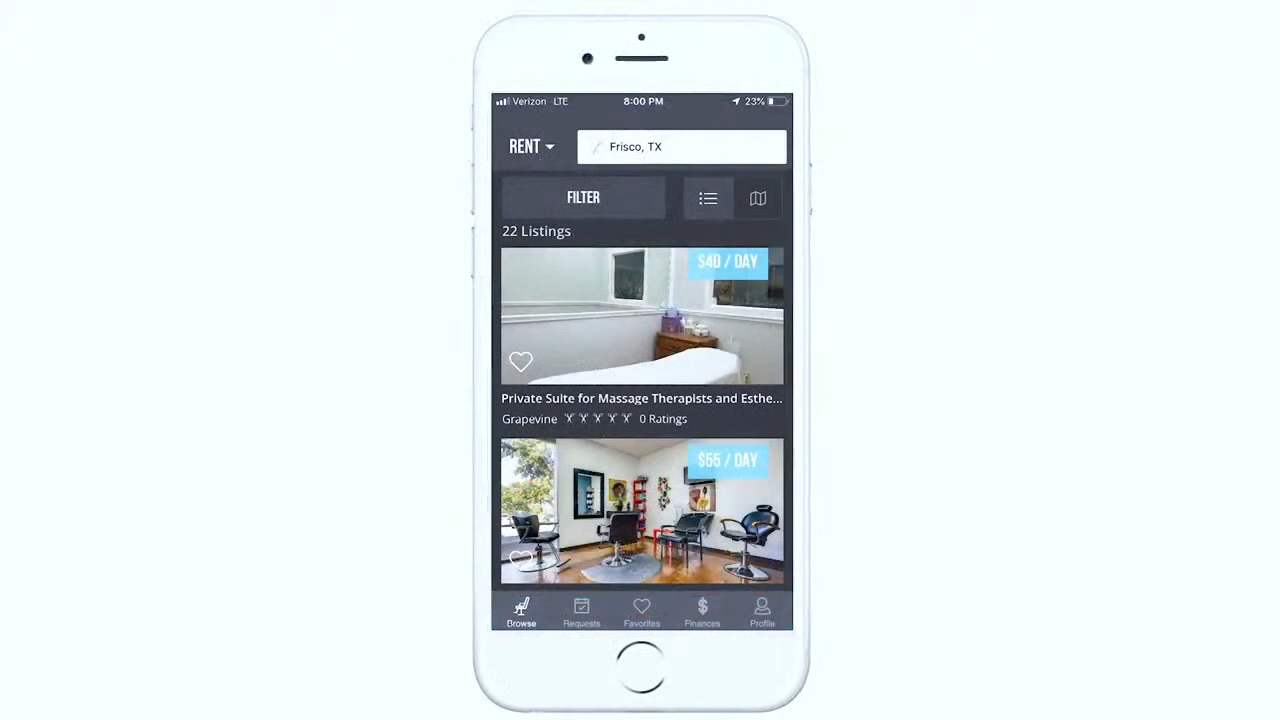 Verizon LTE 8:00 PM 23%
RENT Frisco, TX
FILTER
22 Listings
$40 / DAY
Private Suite for Massage Therapists and Esthe...
Grapevine 0 Ratings
$55 / DAY
Browse Requests Favorites Finances Profile